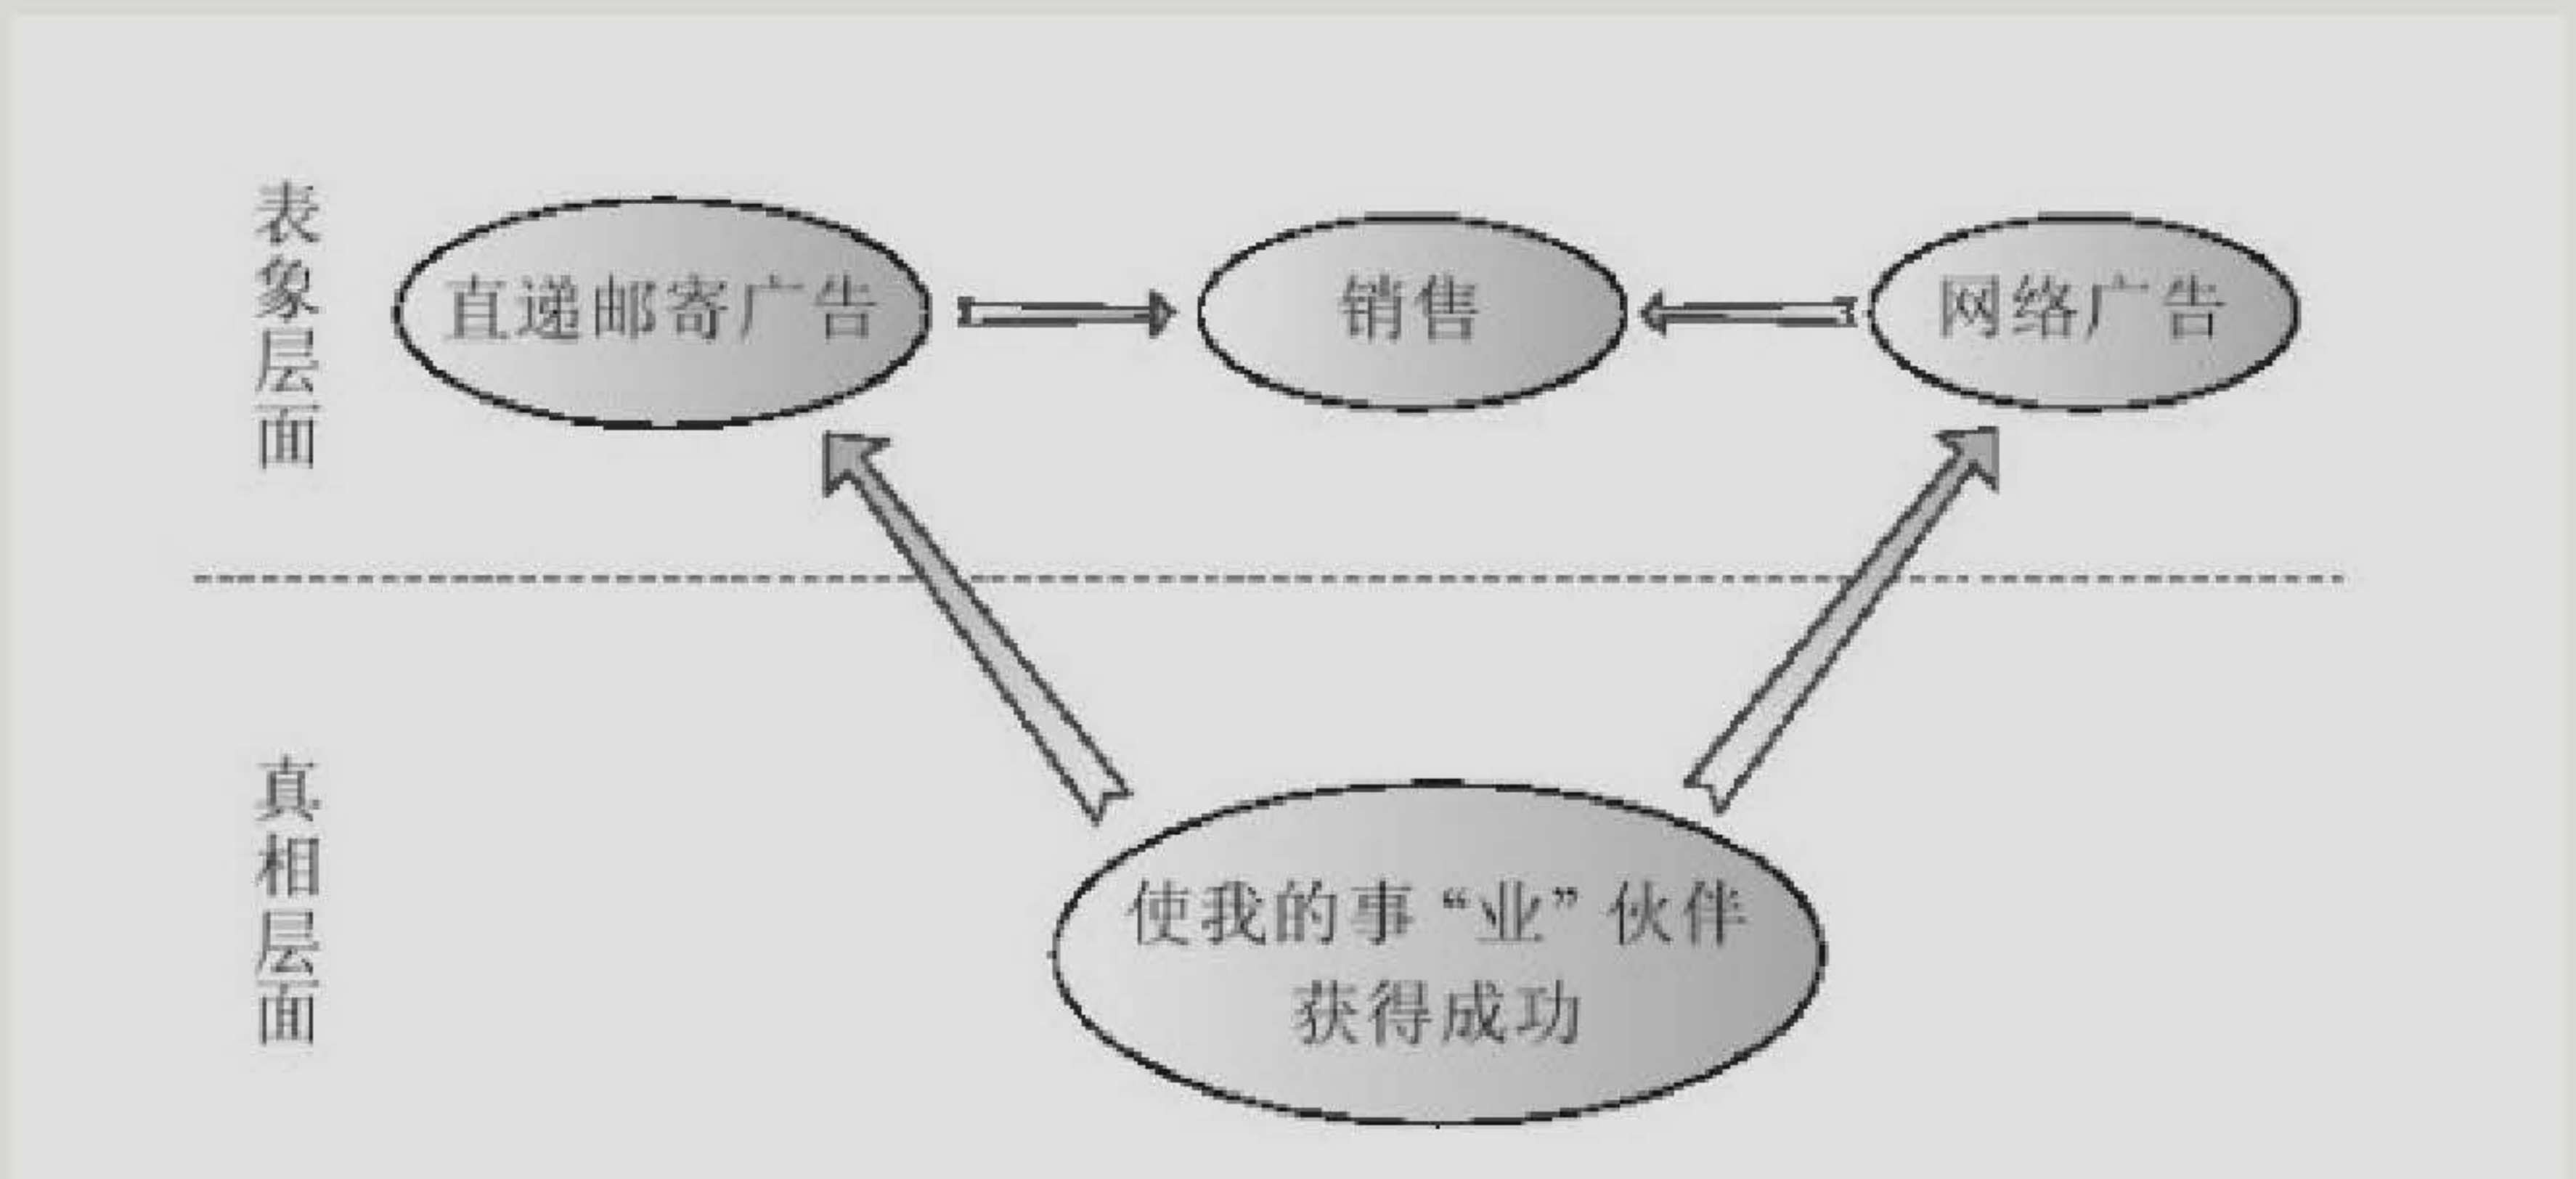 表象层面
直递邮寄广告
销售
网络广告
真相层面
使我的事“业”伙伴
获得成功